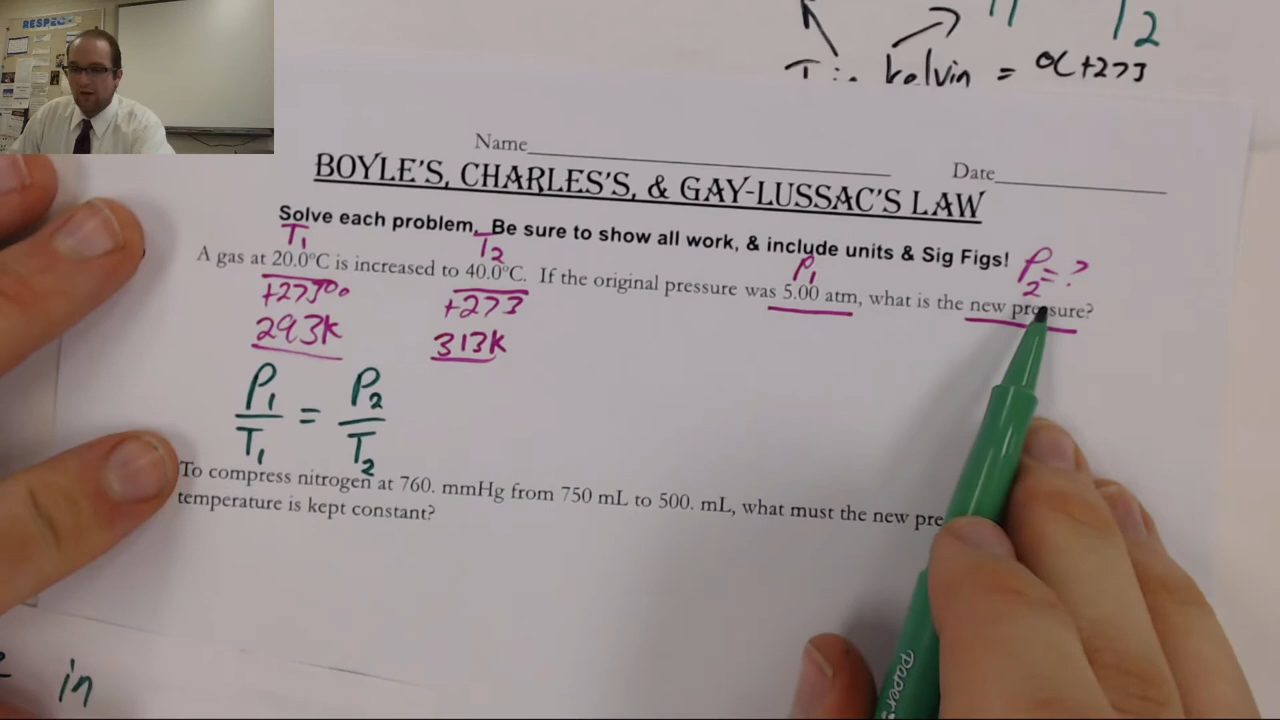 RESPECT
T1 T2
T : Kelvin = °C+273
Name Date
BOYLE'S, CHARLES'S, & GAY-LUSSAC'S LAW
Solve each problem. Be sure to show all work, & include units & Sig Figs!
T1 T2 P1 P2=?
A gas at 20.0°C is increased to 40.0°C. If the original pressure was 5.00 atm, what is the new pressure?
+273 +273
293K 313K
P1 = P2
T1 T2
To compress nitrogen at 760. mmHg from 750 mL to 500. mL, what must the new pre
temperature is kept constant?
in
Paper